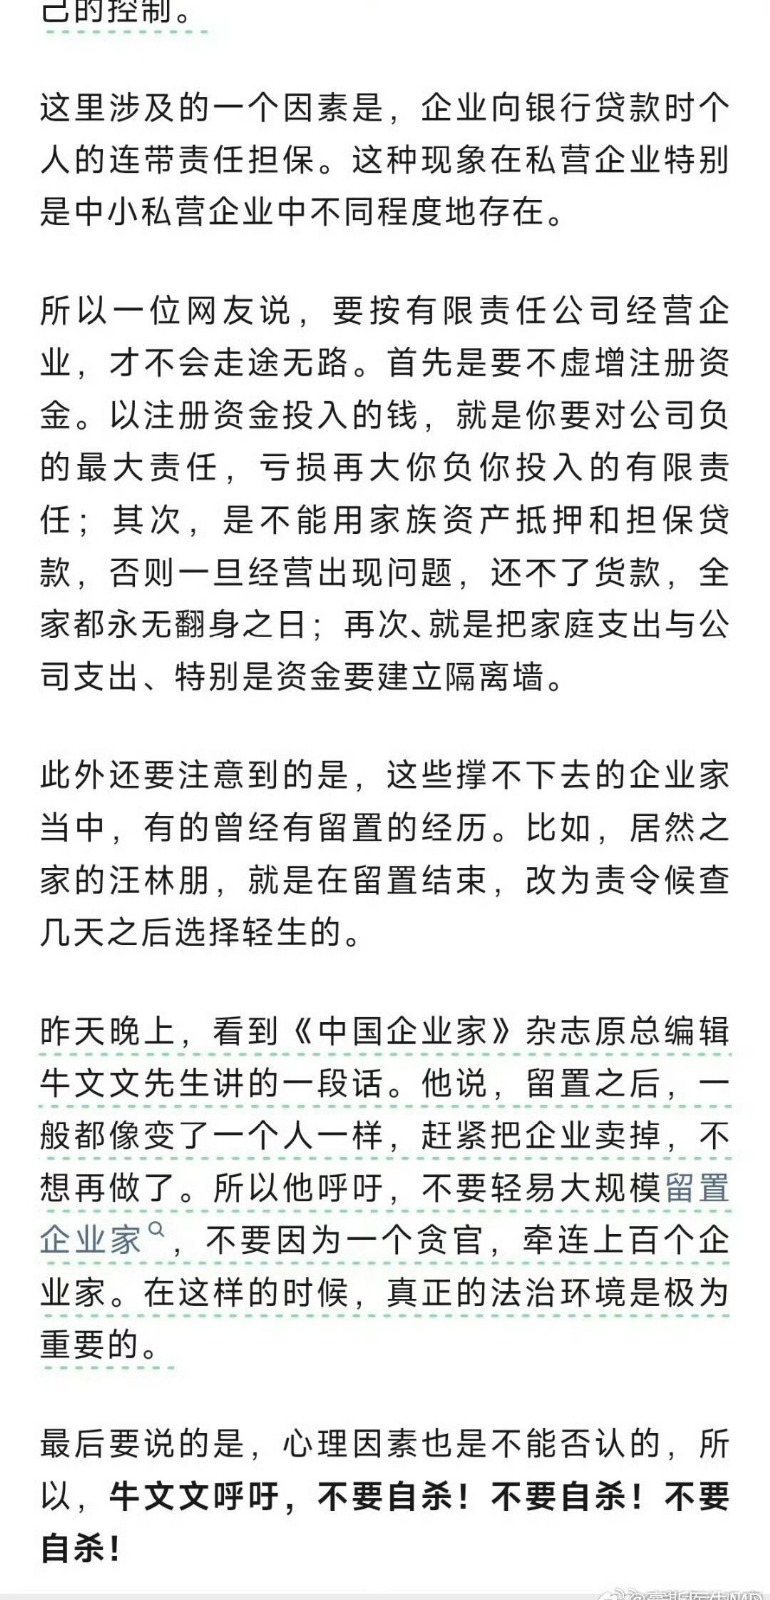 己的控制。
这里涉及的一个因素是，企业向银行贷款时个
人的连带责任担保。这种现象在私营企业特别
是中小私营企业中不同程度地存在。
所以一位网友说，要按有限责任公司经营企
业，才不会走途无路。首先是要不虚增注册资
金。以注册资金投入的钱，就是你要对公司负
的最大责任，亏损再大你负你投入的有限责
任；其次，是不能用家族资产抵押和担保贷
款，否则一旦经营出现问题，还不了货款，全
家都永无翻身之日；再次、就是把家庭支出与公
司支出、特别是资金要建立隔离墙。
此外还要注意到的是，这些撑不下去的企业家
当中，有的曾经有留置的经历。比如，居然之
家的汪林朋，就是在留置结束，改为责令候查
几天之后选择轻生的。
昨天晚上，看到《中国企业家》杂志原总编辑
牛文文先生讲的一段话。他说，留置之后，一
般都像变了一个人一样，赶紧把企业卖掉，不
想再做了。所以他呼吁，不要轻易大规模留置
企业家，不要因为一个贪官，牵连上百个企
业家。在这样的时候，真正的法治环境是极为
重要的。
最后要说的是，心理因素也是不能否认的，所
以，牛文文呼吁，不要自杀！不要自杀！不要
自杀！